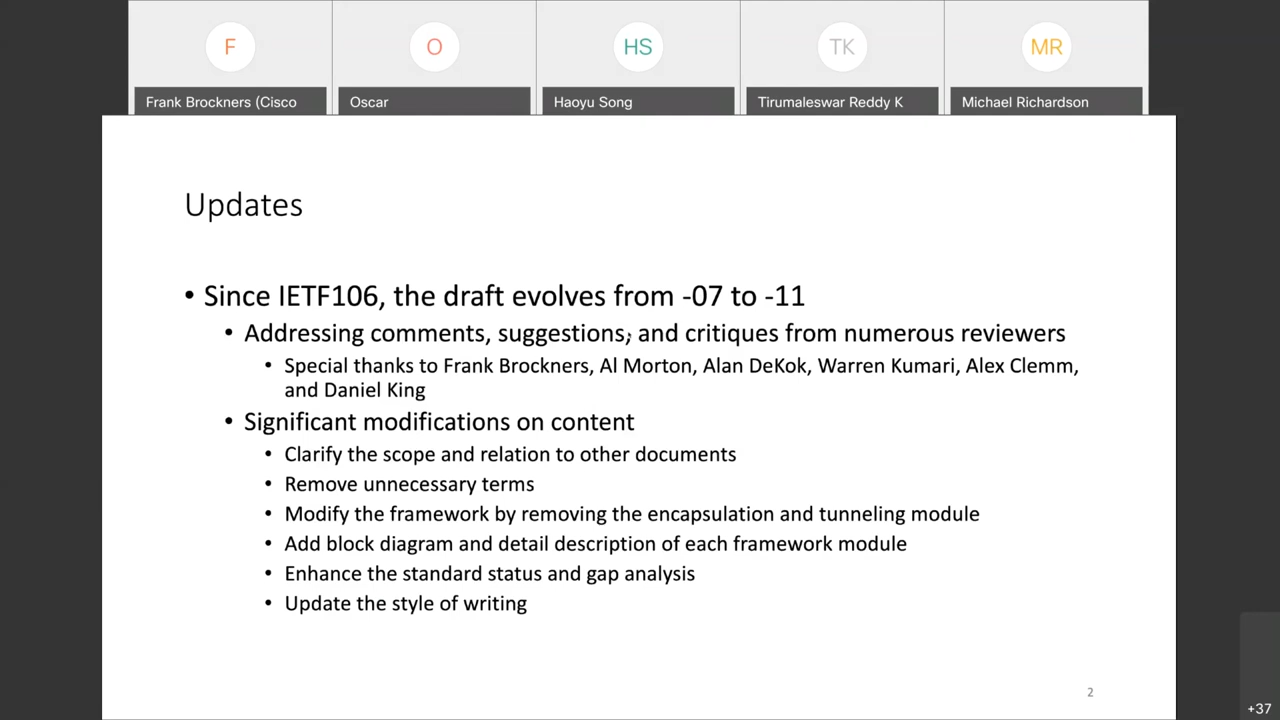 F
O
HS
TK
MR
Frank Brockners (Cisco
Oscar
Haoyu Song
Tirumaleswar Reddy K
Michael Richardson
Updates
• Since IETF106, the draft evolves from -07 to -11
• Addressing comments, suggestions, and critiques from numerous reviewers
• Special thanks to Frank Brockners, Al Morton, Alan DeKok, Warren Kumari, Alex Clemm,
and Daniel King
• Significant modifications on content
• Clarify the scope and relation to other documents
• Remove unnecessary terms
• Modify the framework by removing the encapsulation and tunneling module
• Add block diagram and detail description of each framework module
• Enhance the standard status and gap analysis
• Update the style of writing
2
+37